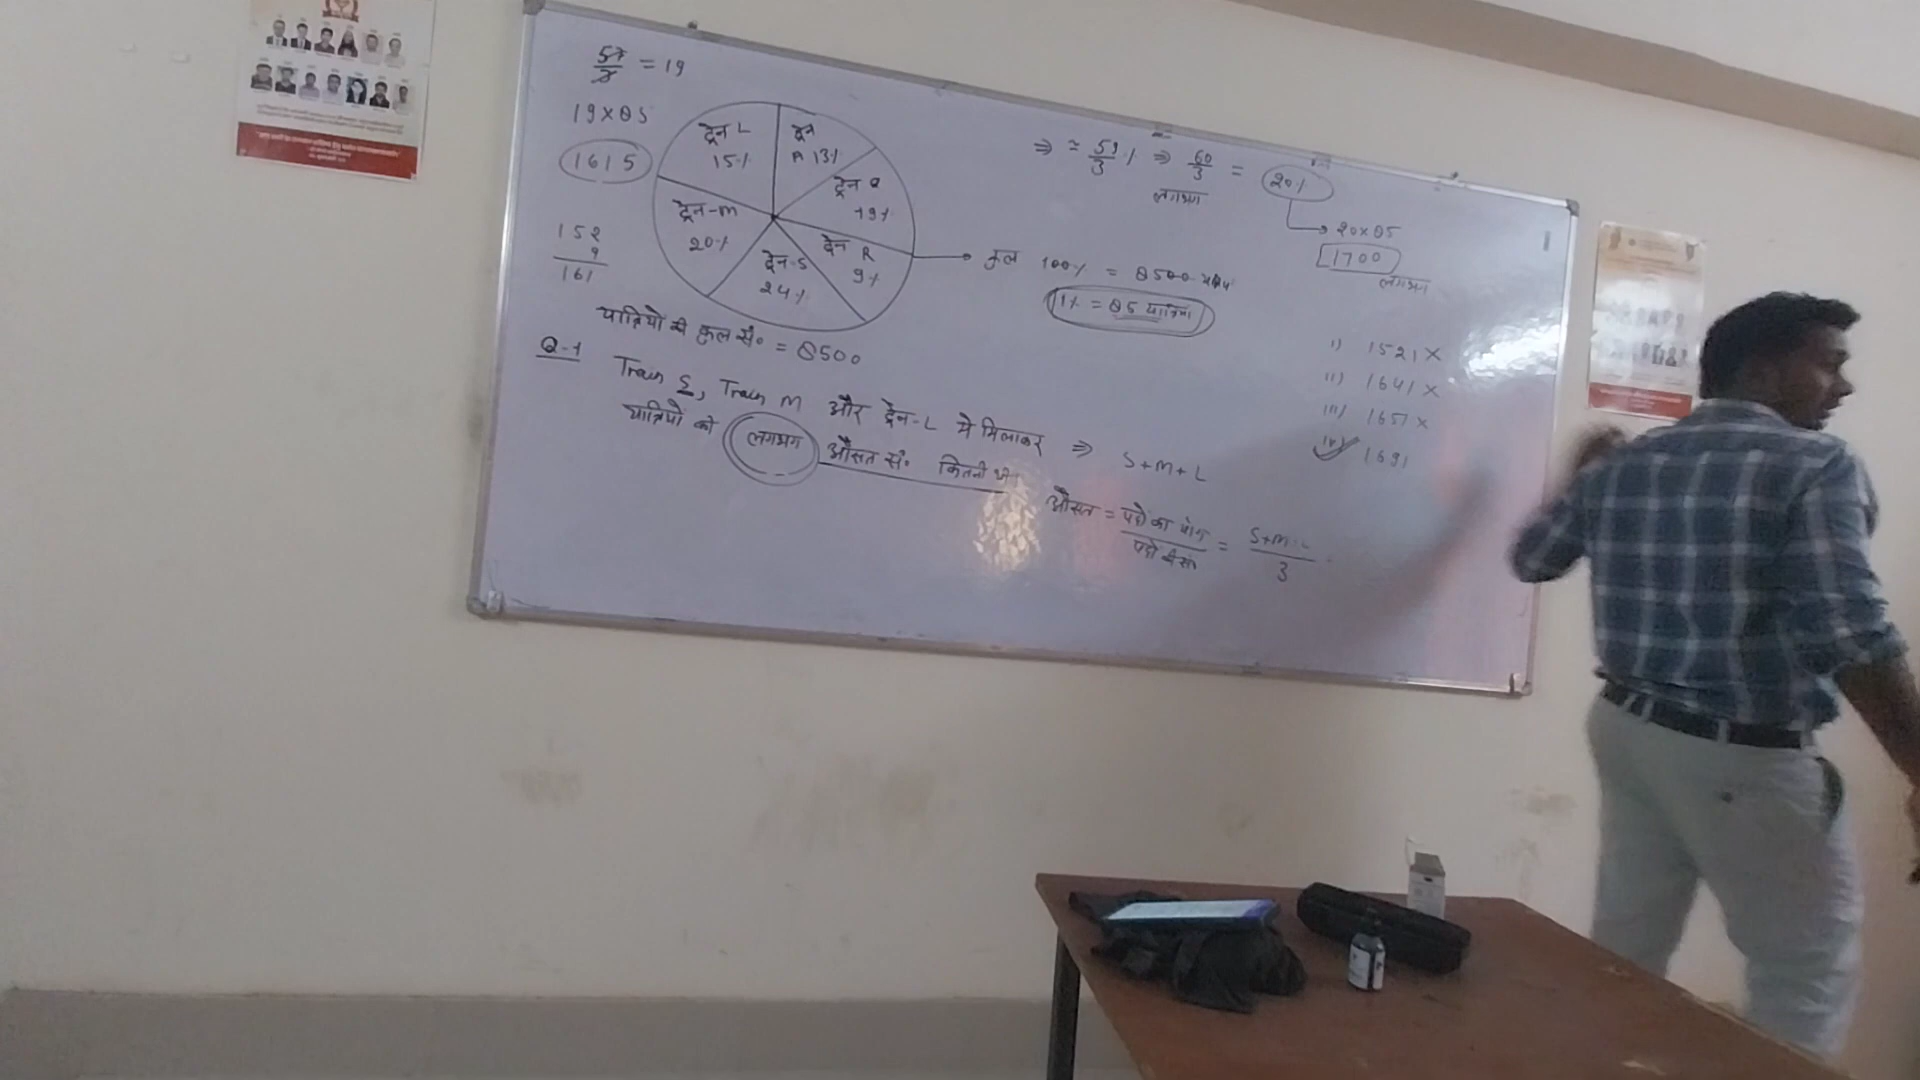 57/3 = 19
19×85
1615
152
9
161
ट्रेन L
15%
ट्रेन
A 13%
ट्रेन Q
19%
ट्रेन R
9%
ट्रेन-S
24%
ट्रेन-M
20%
यात्रियों की कुल सं० = 8500
कुल 100% = 8500
1% = 85
⇒ ≈ 59/3 % ⇒ 60/3 = 20%
लगभग
20×85
1700
लगभग
Q-1 Train S, Train M और ट्रेन-L मे मिलाकर ⇒ S+M+L
यात्रियों की लगभग औसत सं० कितनी थी
औसत = पदो का योग / पदो की सं० = S+M+L / 3
i) 1521 ×
ii) 1641 ×
iii) 1651 ×
iv) 1691